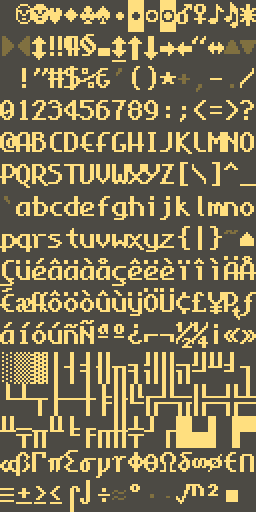 ☺☻♥♦♣♠•◘○◙♂♀♪♫☼
►◄↕‼¶§▬↨↑↓→←∟↔▲▼
!"#$%&'()*+,-./
0123456789:;<=>?
@ABCDEFGHIJKLMNO
PQRSTUVWXYZ[\]^_
`abcdefghijklmno
pqrstuvwxyz{|}~⌂
ÇüéâäàåçêëèïîìÄÅ
ÉæÆôöòûùÿÖÜ¢£¥₧ƒ
áíóúñÑªº¿⌐¬½¼¡«»
░▒▓│┤╡╢╖╕╣║╗╝╜╛┐
└┴┬├─┼╞╟╚╔╩╦╠═╬╧
╨╤╥╙╘╒╓╫╪┘┌█▄▌▐▀
αßΓπΣσµτΦΘΩδ∞φε∩
≡±≥≤⌠⌡÷≈°∙·√ⁿ²■